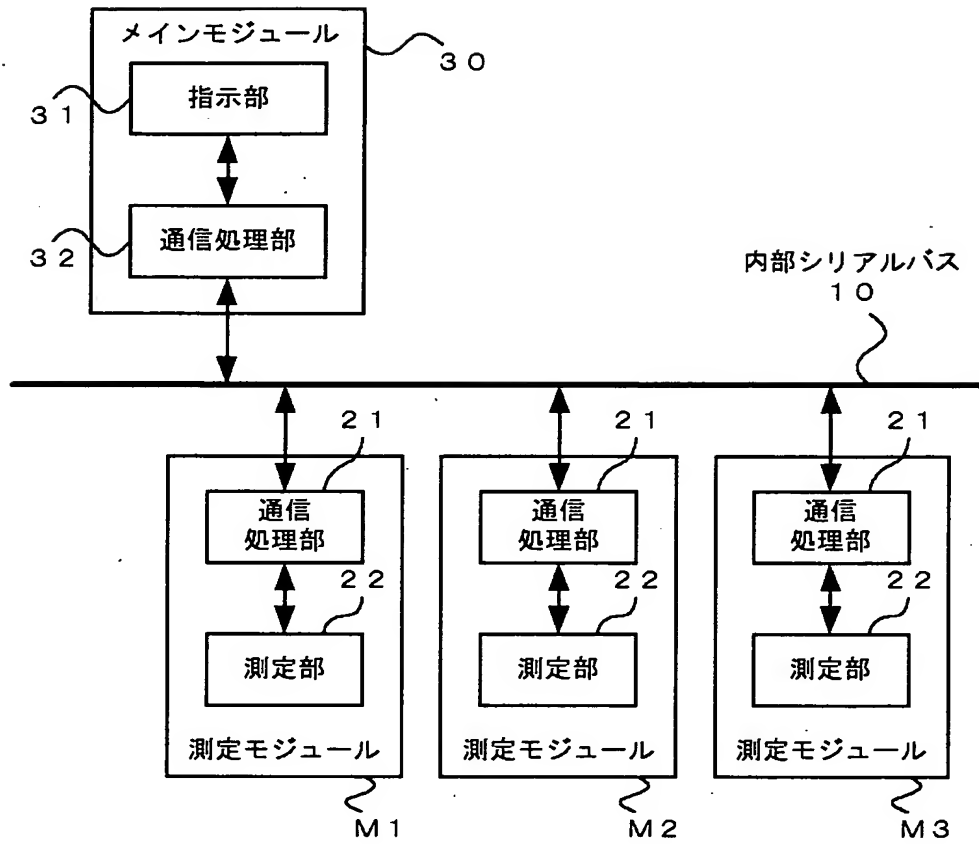 メインモジュール
30
指示部
31
通信処理部
32
内部シリアルバス
10
21
21
21
通信
処理部
通信
処理部
通信
処理部
22
22
22
測定部
測定部
測定部
測定モジュール
測定モジュール
測定モジュール
M1
M2
M3